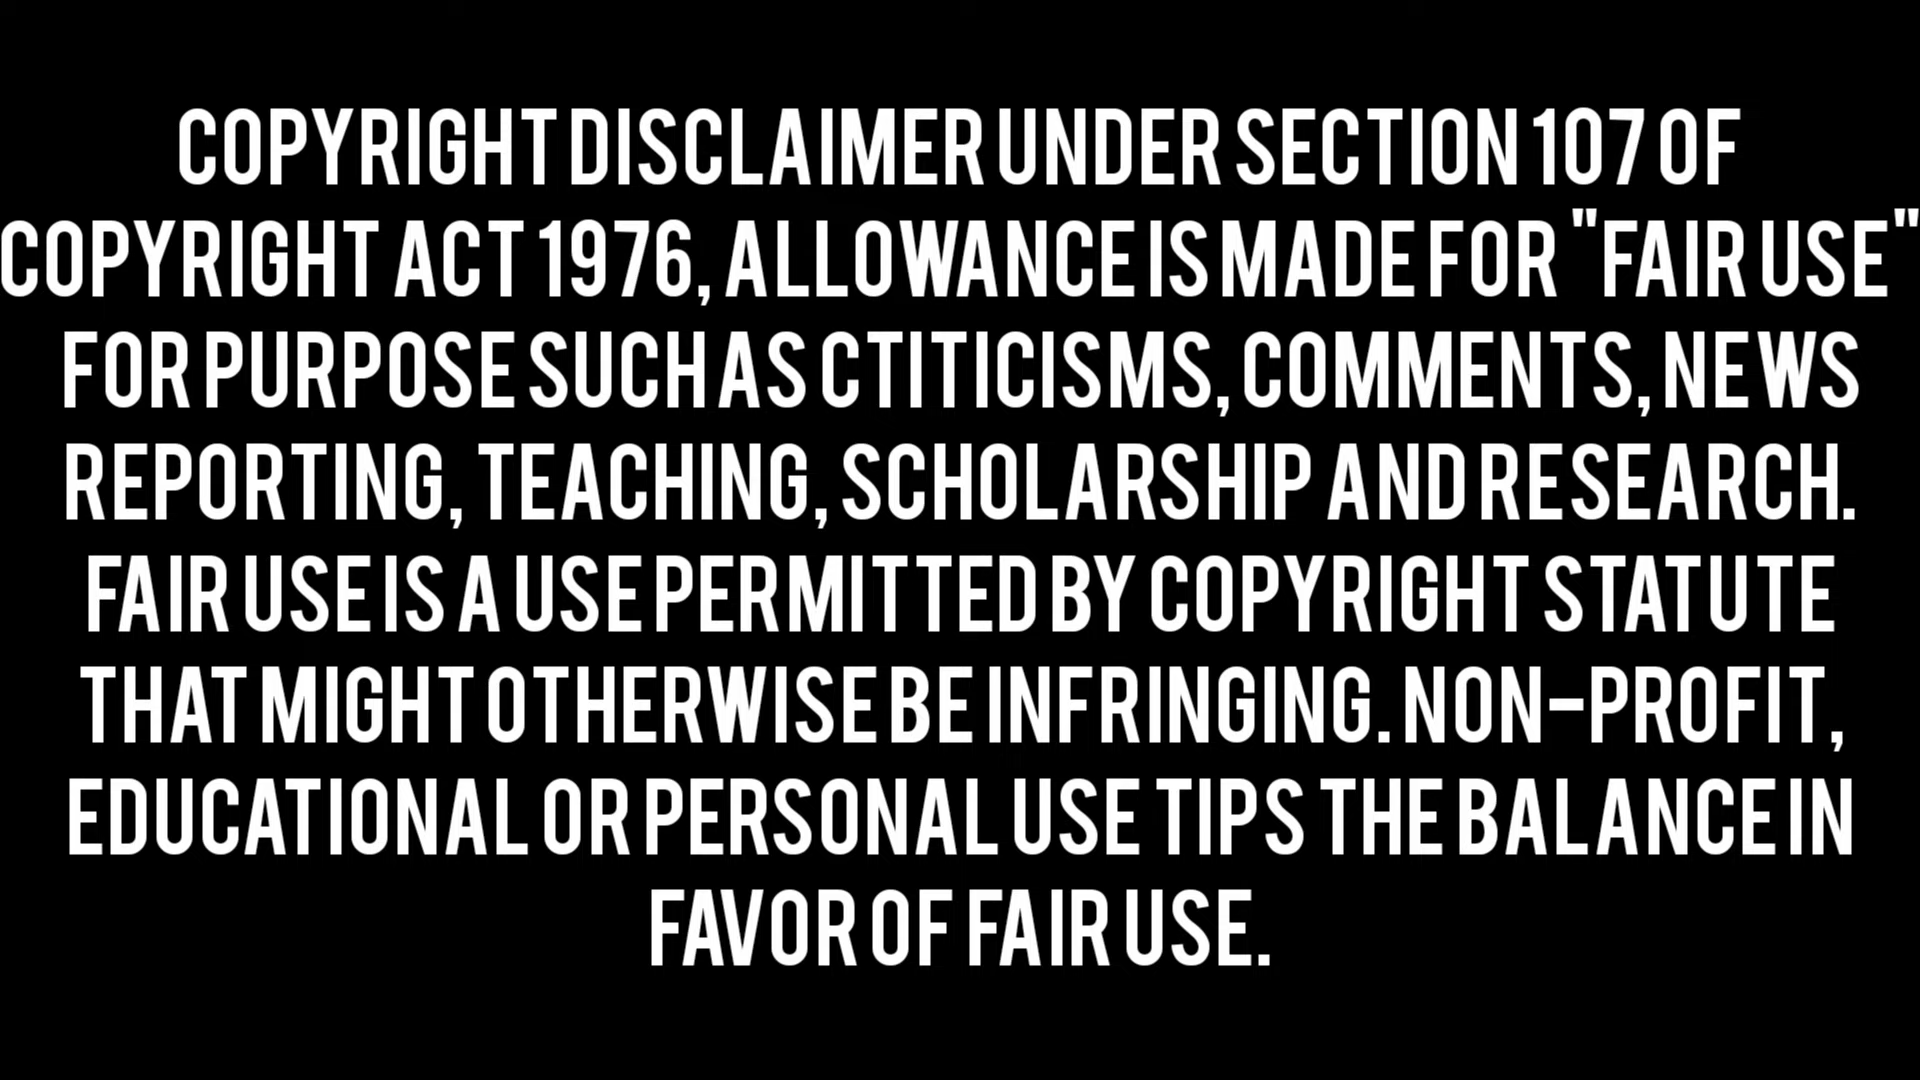 COPYRIGHT DISCLAIMER UNDER SECTION 107 OF
COPYRIGHT ACT 1976, ALLOWANCE IS MADE FOR "FAIR USE"
FOR PURPOSE SUCH AS CTITICISMS, COMMENTS, NEWS
REPORTING, TEACHING, SCHOLARSHIP AND RESEARCH.
FAIR USE IS A USE PERMITTED BY COPYRIGHT STATUTE
THAT MIGHT OTHERWISE BE INFRINGING. NON-PROFIT,
EDUCATIONAL OR PERSONAL USE TIPS THE BALANCE IN
FAVOR OF FAIR USE.